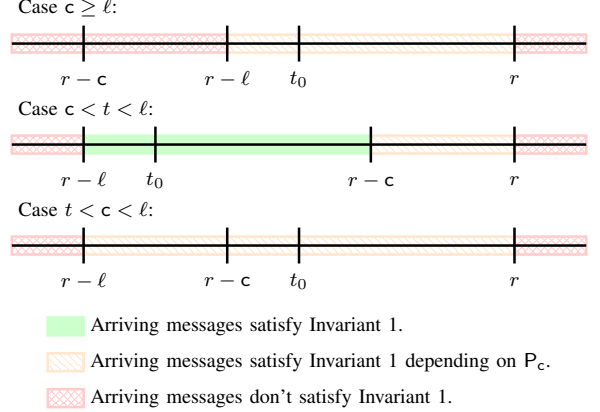 Case c ≥ ℓ:
r − c r − ℓ t₀ r
Case c < t < ℓ:
r − ℓ t₀ r − c r
Case t < c < ℓ:
r − ℓ r − c t₀ r
Arriving messages satisfy Invariant 1.
Arriving messages satisfy Invariant 1 depending on P_c.
Arriving messages don't satisfy Invariant 1.